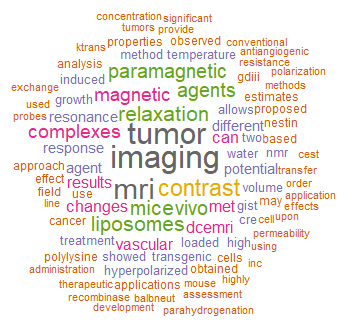 concentration significant
tumors provide
ktrans properties observed conventional
antiangiogenic
analysis method temperature resistance
paramagnetic gdiii polarization
induced
exchange growth magnetic agents estimates methods
used relaxation allows proposed
probes resonance different nestin
complexes tumor can two based
response imaging water nmr cest
approach agent potential transfer
effect results mri contrast volume order
field use may application
line changes mice vivo met gist effects
cancer liposomes dcemri cre cell upon
permeability
treatment vascular loaded high using
polylysine showed transgenic cells inc
administration hyperpolarized obtained
therapeutic applications mouse highly
recombinase balbneut assessment
development parahydrogenation